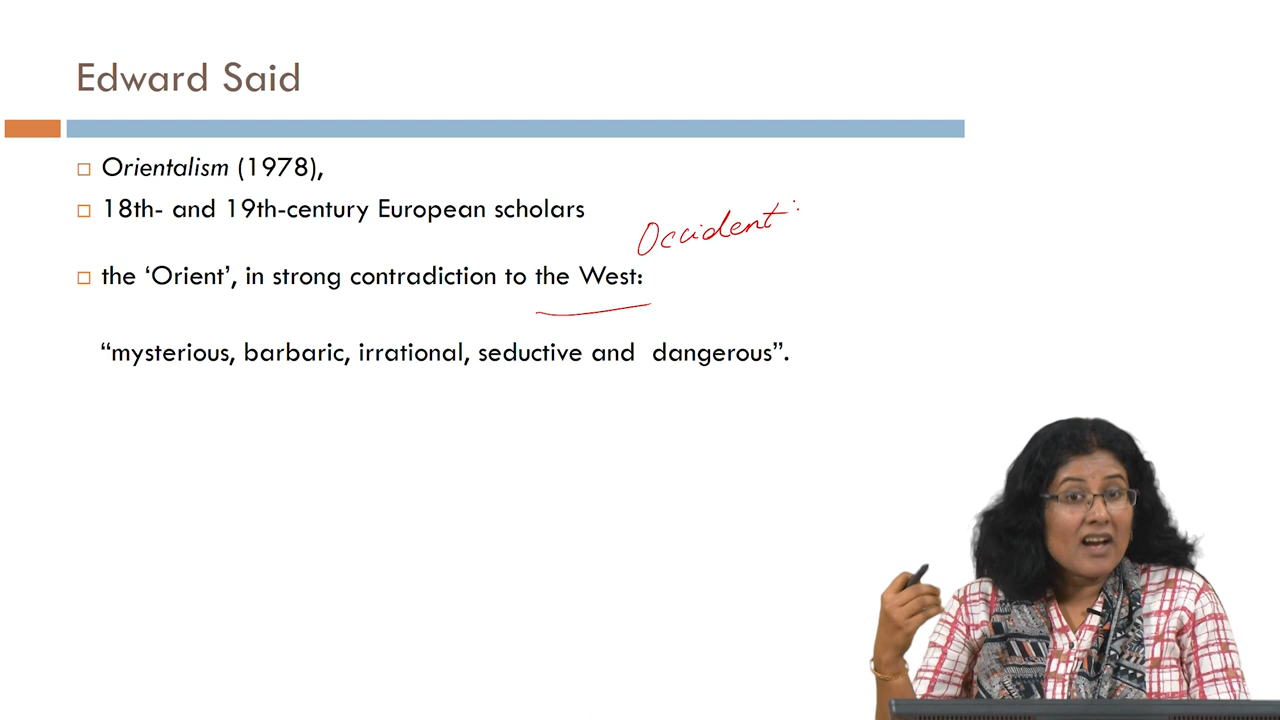 Edward Said
Orientalism (1978),
18th- and 19th-century European scholars
Occident:
the ‘Orient’, in strong contradiction to the West:
“mysterious, barbaric, irrational, seductive and dangerous”.